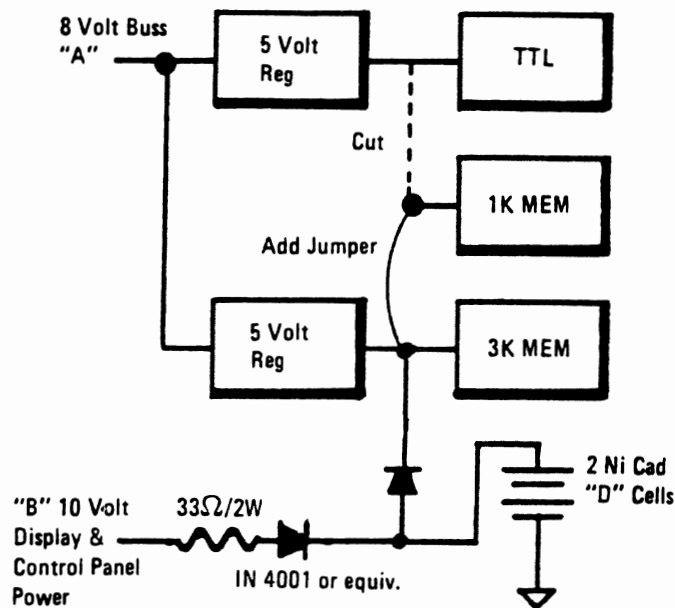 8 Volt Buss
"A"
5 Volt
Reg
TTL
Cut
1K MEM
Add Jumper
5 Volt
Reg
3K MEM
2 Ni Cad
"D" Cells
"B" 10 Volt
Display &
Control Panel
Power
33Ω/2W
IN 4001 or equiv.